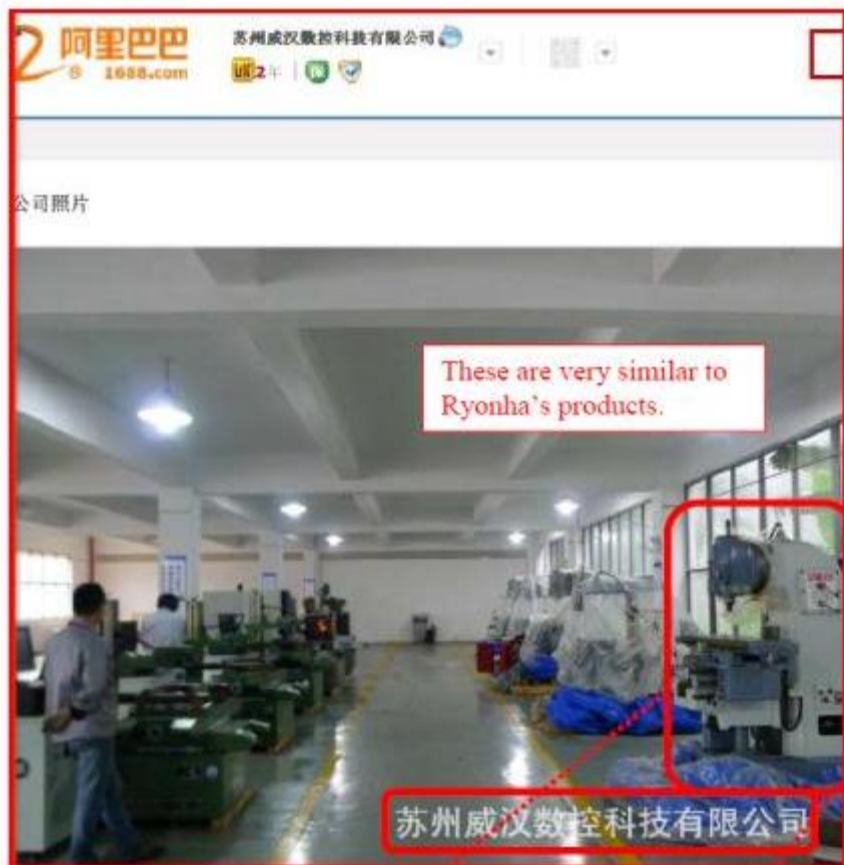 阿里巴巴
1688.com
苏州威汉数控科技有限公司
2年
公司照片
These are very similar to
Ryonha's products.
苏州威汉数控科技有限公司